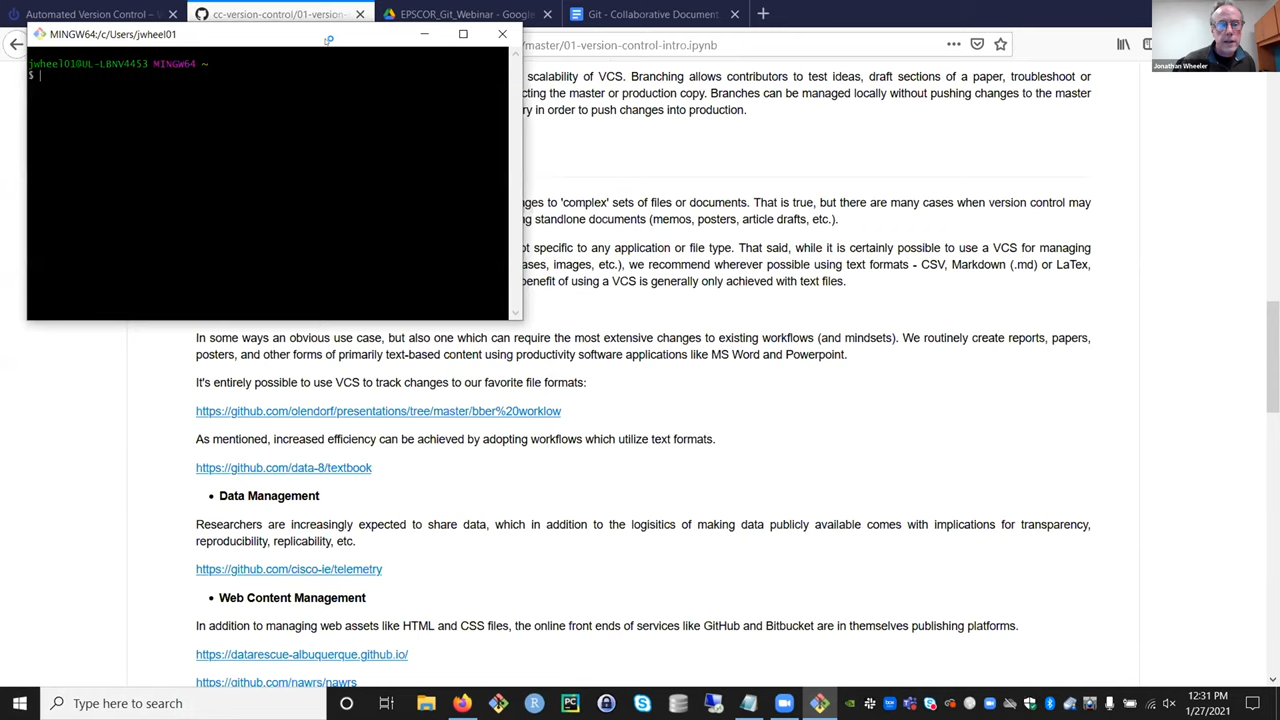 Automated Version Control –
cc-version-control/01-version-
EPSCOR_Git_Webinar - Google
Git - Collaborative Document
MINGW64:/c/Users/jwheel01
master/01-version-control-intro.ipynb
Jonathan Wheeler
jwheel01@UL-LBNV4453 MINGW64 ~
$
scalability of VCS. Branching allows contributors to test ideas, draft sections of a paper, troubleshoot or
cting the master or production copy. Branches can be managed locally without pushing changes to the master
ry in order to push changes into production.
nges to 'complex' sets of files or documents. That is true, but there are many cases when version control may
ng standlone documents (memos, posters, article drafts, etc.).
ot specific to any application or file type. That said, while it is certainly possible to use a VCS for managing
ases, images, etc.), we recommend wherever possible using text formats - CSV, Markdown (.md) or LaTex,
benefit of using a VCS is generally only achieved with text files.
In some ways an obvious use case, but also one which can require the most extensive changes to existing workflows (and mindsets). We routinely create reports, papers,
posters, and other forms of primarily text-based content using productivity software applications like MS Word and Powerpoint.
It's entirely possible to use VCS to track changes to our favorite file formats:
https://github.com/olendorf/presentations/tree/master/bber%20worklow
As mentioned, increased efficiency can be achieved by adopting workflows which utilize text formats.
https://github.com/data-8/textbook
• Data Management
Researchers are increasingly expected to share data, which in addition to the logisitics of making data publicly available comes with implications for transparency,
reproducibility, replicability, etc.
https://github.com/cisco-ie/telemetry
• Web Content Management
In addition to managing web assets like HTML and CSS files, the online front ends of services like GitHub and Bitbucket are in themselves publishing platforms.
https://datarescue-albuquerque.github.io/
https://github.com/nawrs/nawrs
Type here to search
12:31 PM
1/27/2021